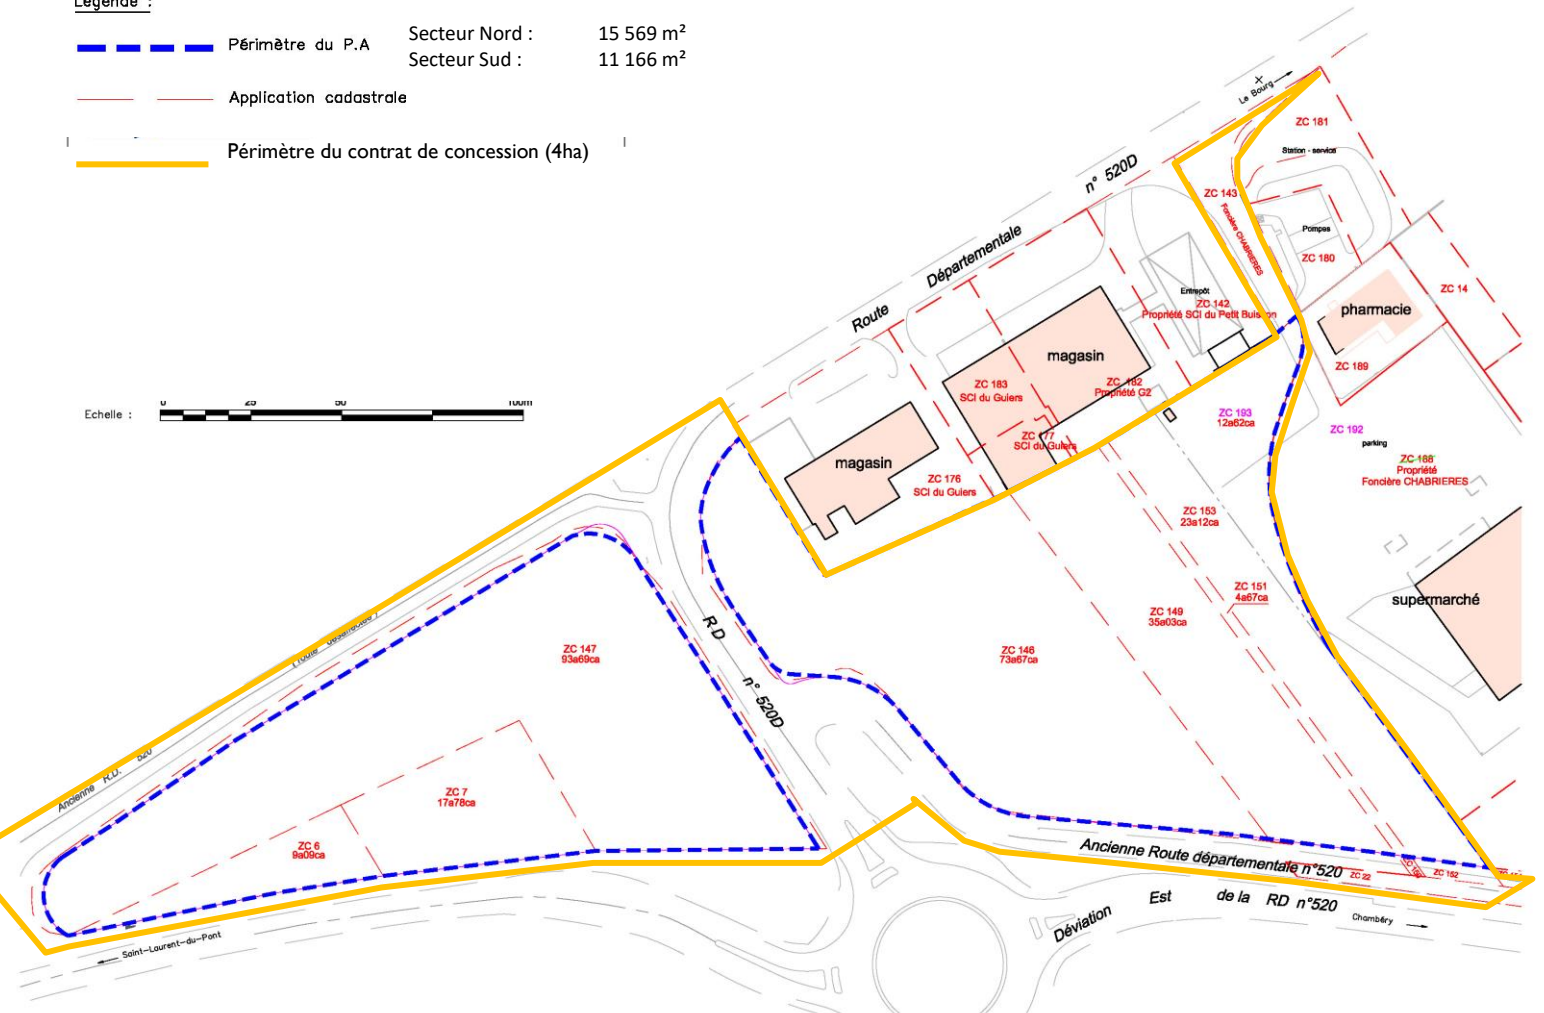 Légende :
Périmètre du P.A
Secteur Nord : 15 569 m²
Secteur Sud : 11 166 m²
Application cadastrale
Périmètre du contrat de concession (4ha)
Echelle :
0 25 50 100m
Le Bourg
ZC 181
Station - service
n° 520D
ZC 143
Foncière CHABRIERES
Pompes
ZC 180
Départementale
Route
ZC 14
Entrepôt
ZC 142
Propriété SCI du Petit Buisson
pharmacie
magasin
ZC 189
ZC 183
SCI du Guiers
ZC 182
Propriété G2
ZC 193
12a62ca
ZC 192
parking
ZC 177
SCI du Guiers
magasin
ZC 176
SCI du Guiers
ZC 188
Propriété
Foncière CHABRIERES
ZC 153
23a12ca
ZC 151
4a67ca
supermarché
ZC 149
35a03ca
R.D
n° 520D
ZC 147
93a69ca
ZC 146
73a67ca
Ancienne R.D. 520
ZC 7
17a78ca
ZC 6
9a09ca
Ancienne Route départementale n°520
ZC 22
ZC 152
Déviation Est de la RD n°520
Chambéry
Saint-Laurent-du-Pont